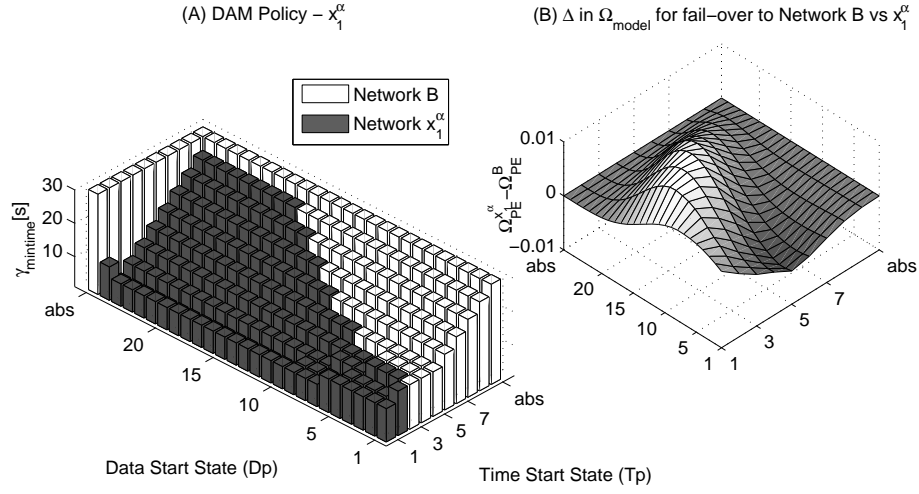 (A) DAM Policy − x₁^α
Network B
Network x₁^α
γ_mintime[s]
30
20
10
abs
20
15
10
5
1
Data Start State (Dp)
1
3
5
7
abs
Time Start State (Tp)
(B) Δ in Ω_model for fail−over to Network B vs x₁^α
Ω_PE^{x₁^α}−Ω_PE^B
0.01
0
−0.01
abs
20
15
10
5
1
1
3
5
7
abs